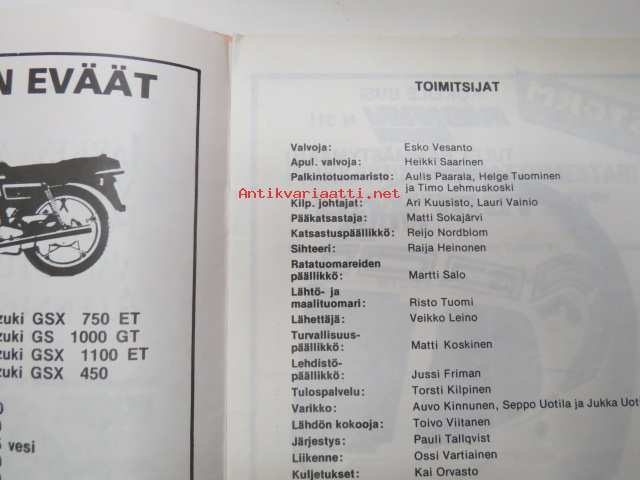 N EVÄÄT
zuki GSX 750 ET
zuki GS 1000 GT
zuki GSX 1100 ET
zuki GSX 450
vesi
TOIMITSIJAT
Valvoja: Esko Vesanto
Apul. valvoja: Heikki Saarinen
Palkintotuomaristo: Aulis Paarala, Helge Tuominen
ja Timo Lehmuskoski
Kilp. johtajat: Ari Kuusisto, Lauri Vainio
Pääkatsastaja: Matti Sokajärvi
Katsastuspäällikkö: Reijo Nordblom
Sihteeri: Raija Heinonen
Ratatuomareiden
päällikkö: Martti Salo
Lähtö- ja
maalituomari: Risto Tuomi
Lähettäjä: Veikko Leino
Turvallisuus-
päällikkö: Matti Koskinen
Lehdistö-
päällikkö: Jussi Friman
Tulospalvelu: Torsti Kilpinen
Varikko: Auvo Kinnunen, Seppo Uotila ja Jukka Uot
Lähdön kokooja: Toivo Viitanen
Järjestys: Pauli Tallqvist
Liikenne: Ossi Vartiainen
Kuljetukset: Kai Orvasto
Antikvariaatti.net